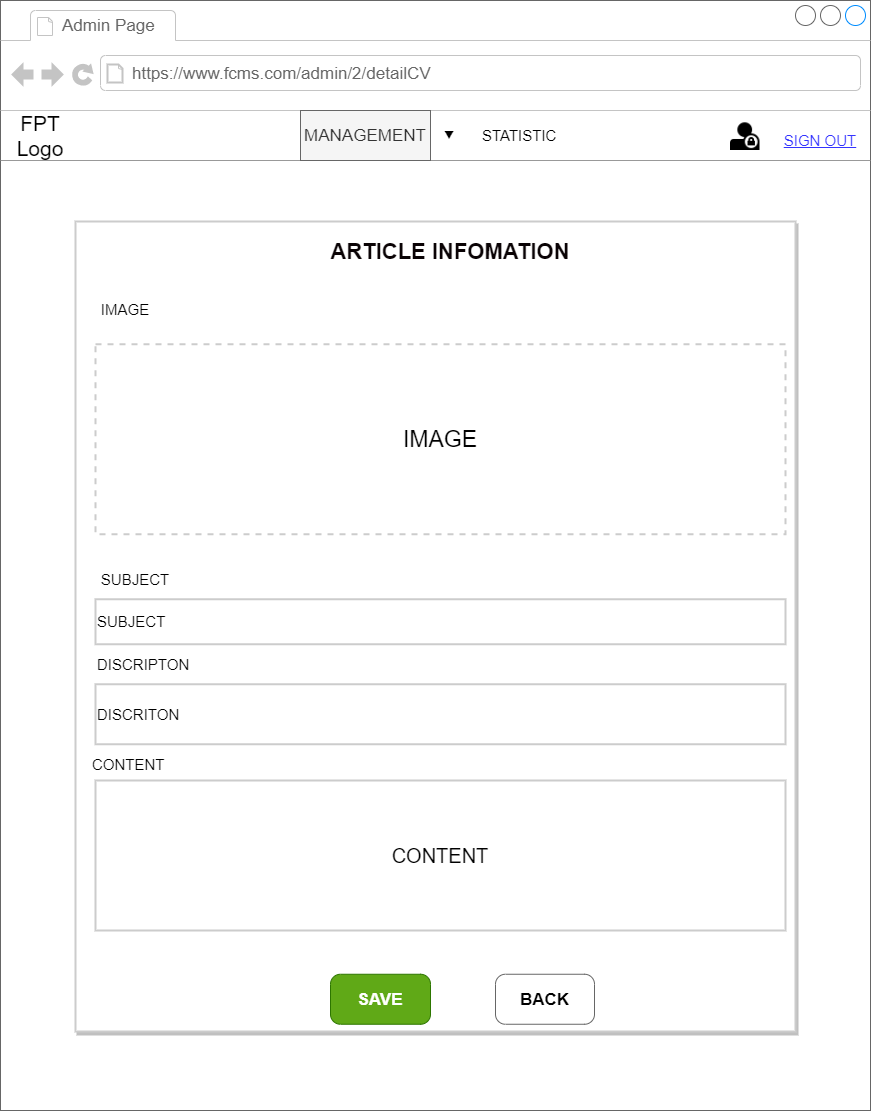 Admin Page
https://www.fcms.com/admin/2/detailCV
FPT
Logo
MANAGEMENT ▼ STATISTIC
SIGN OUT
ARTICLE INFOMATION
IMAGE
IMAGE
SUBJECT
SUBJECT
DISCRIPTON
DISCRITON
CONTENT
CONTENT
SAVE BACK